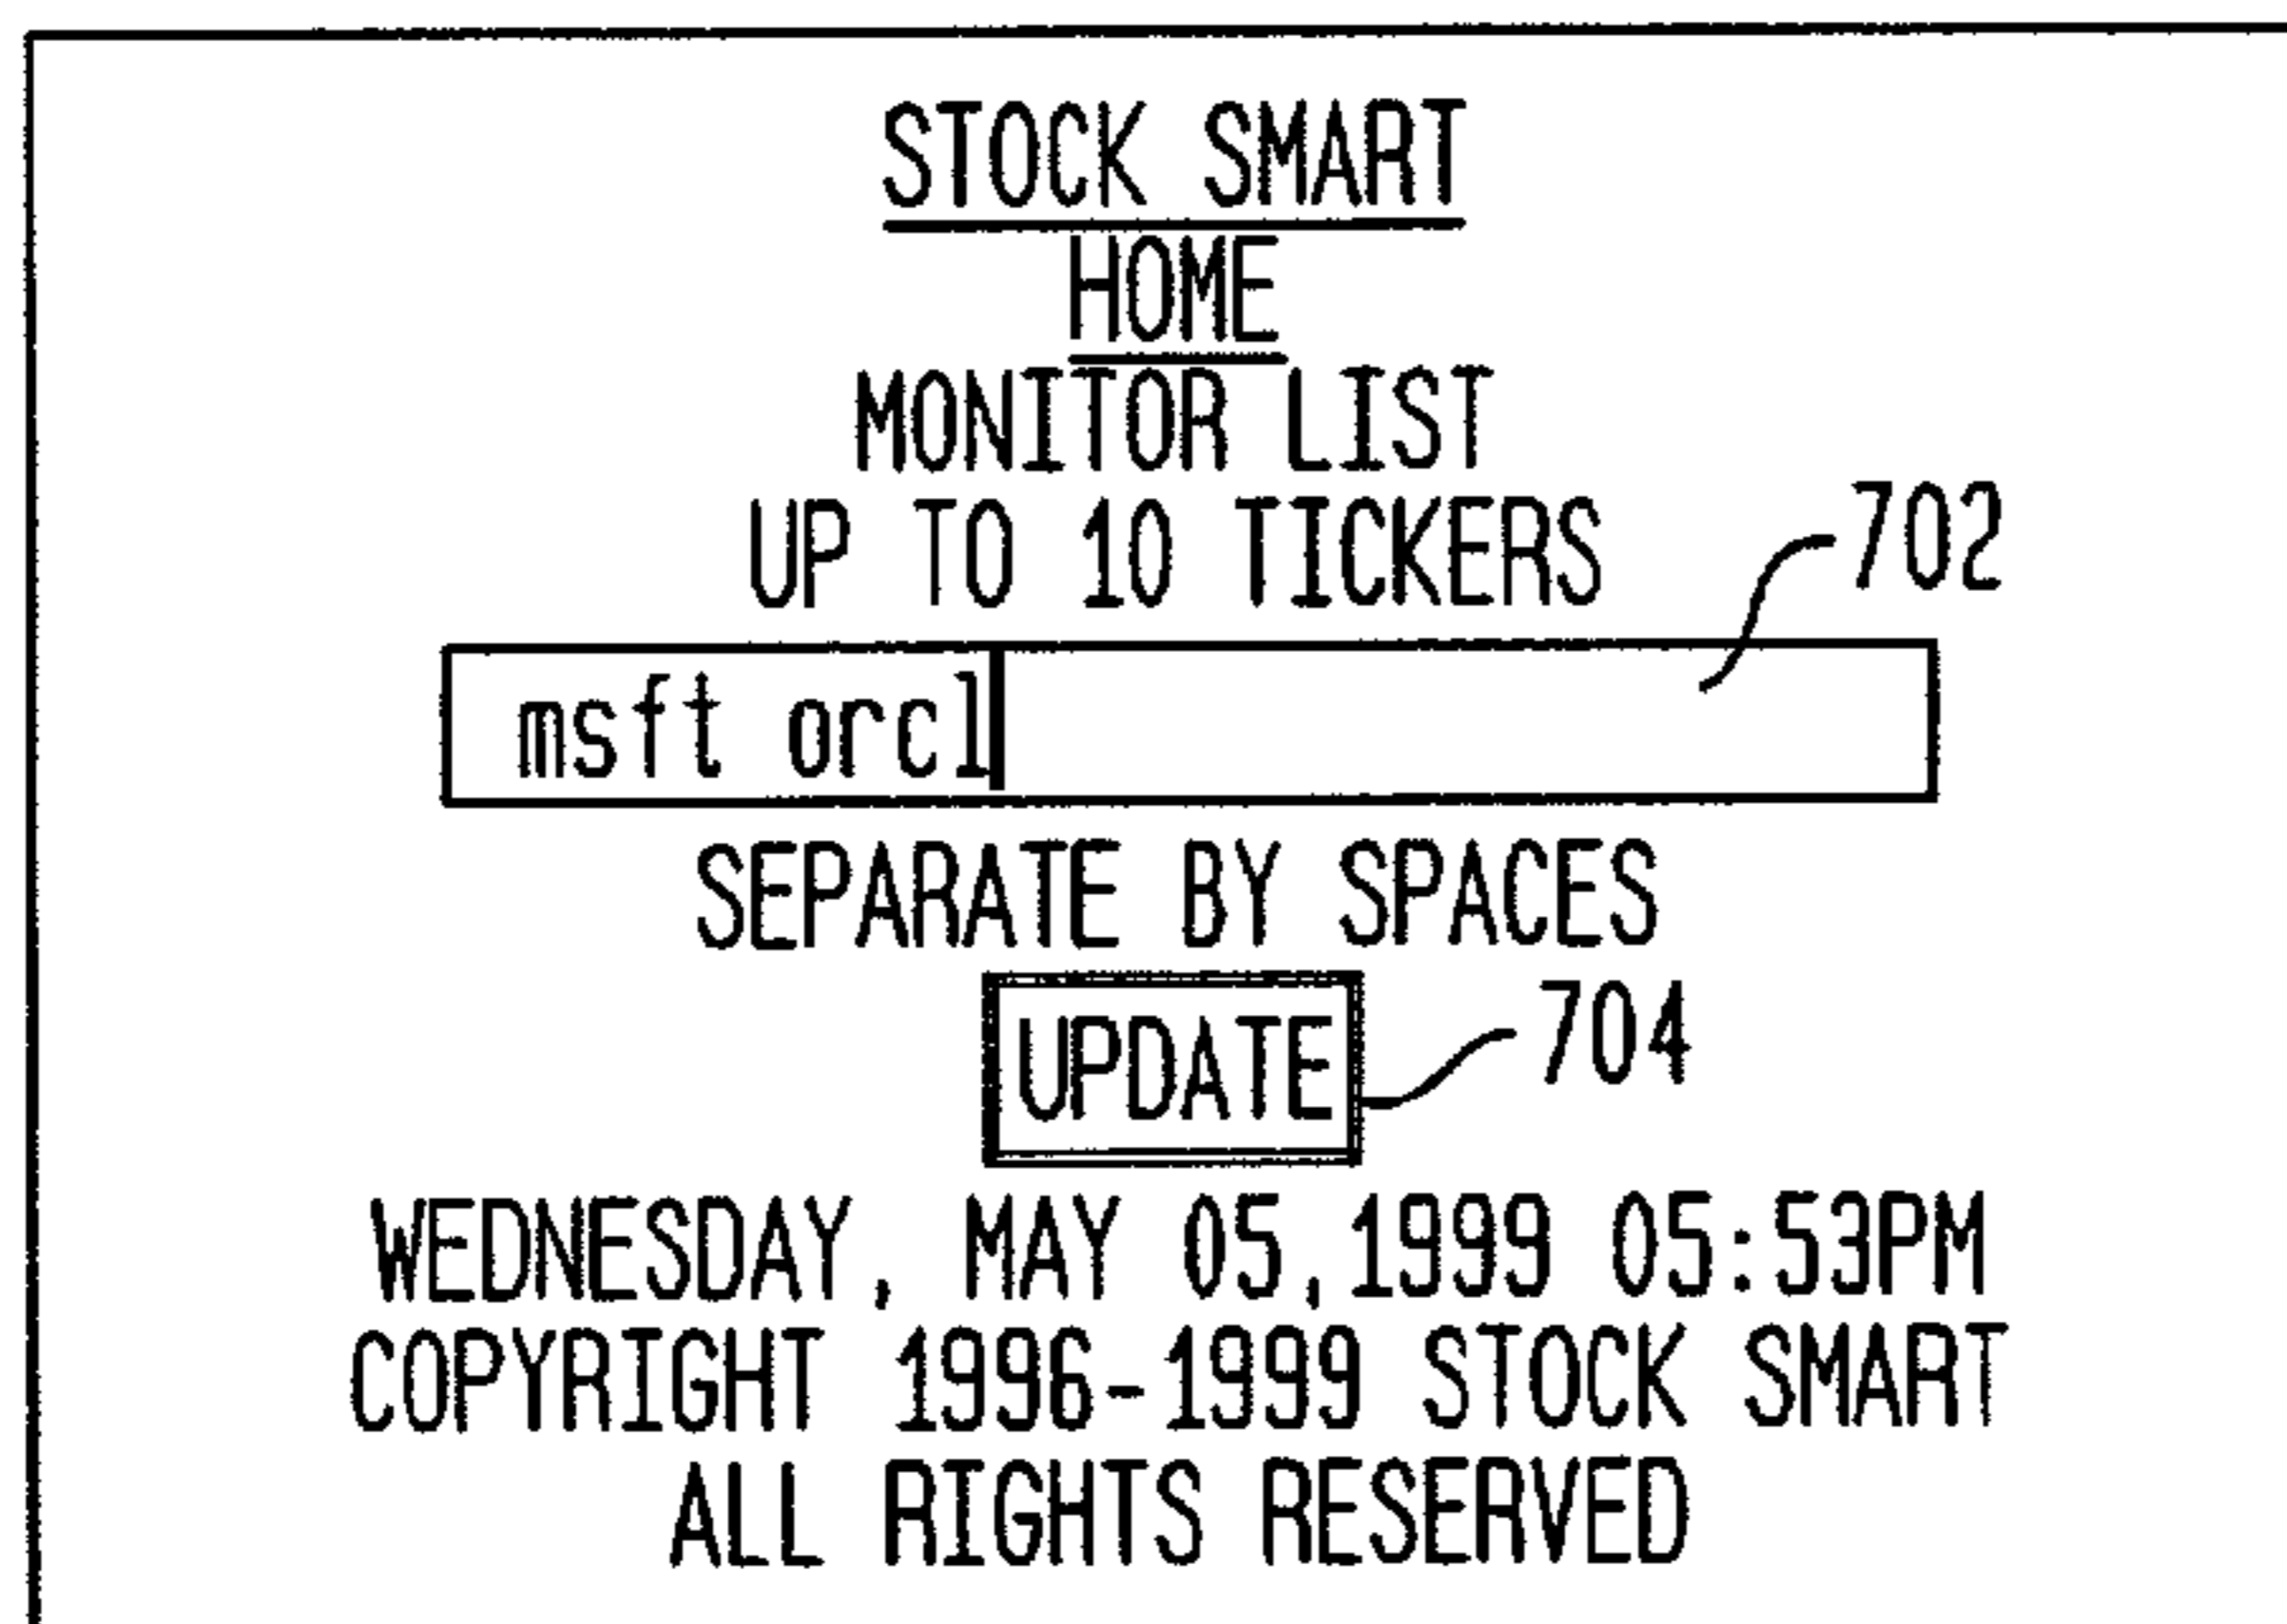 STOCK SMART
HOME
MONITOR LIST
UP TO 10 TICKERS
702
msft orcl
SEPARATE BY SPACES
UPDATE
704
WEDNESDAY, MAY 05,1999 05:53PM
COPYRIGHT 1996-1999 STOCK SMART
ALL RIGHTS RESERVED